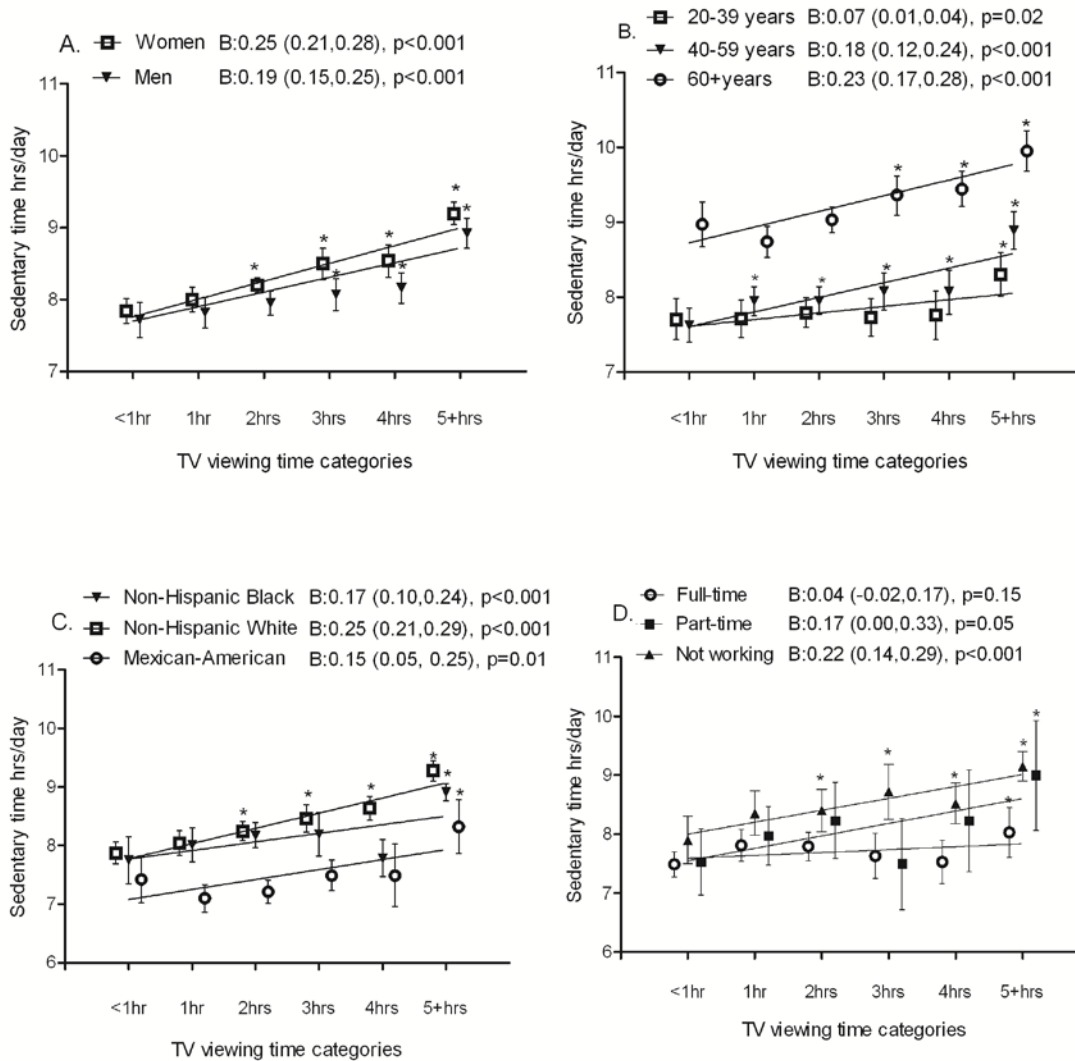 A. Women B:0.25 (0.21,0.28), p<0.001
Men B:0.19 (0.15,0.25), p<0.001
Sedentary time hrs/day
11
10
9
8
7
* * * * * * *
<1hr 1hr 2hrs 3hrs 4hrs 5+hrs
TV viewing time categories
B. 20-39 years B:0.07 (0.01,0.04), p=0.02
40-59 years B:0.18 (0.12,0.24), p<0.001
60+years B:0.23 (0.17,0.28), p<0.001
Sedentary time hrs/day
11
10
9
8
7
* * * * * * * * *
<1hr 1hr 2hrs 3hrs 4hrs 5+hrs
TV viewing time categories
C. Non-Hispanic Black B:0.17 (0.10,0.24), p<0.001
Non-Hispanic White B:0.25 (0.21,0.29), p<0.001
Mexican-American B:0.15 (0.05, 0.25), p=0.01
Sedentary time hrs/day
11
10
9
8
7
6
* * * * * *
<1hr 1hr 2hrs 3hrs 4hrs 5+hrs
TV viewing time categories
D. Full-time B:0.04 (-0.02,0.17), p=0.15
Part-time B:0.17 (0.00,0.33), p=0.05
Not working B:0.22 (0.14,0.29), p<0.001
Sedentary time hrs/day
11
10
9
8
7
6
* * * * * *
<1hr 1hr 2hrs 3hrs 4hrs 5+hrs
TV viewing time categories